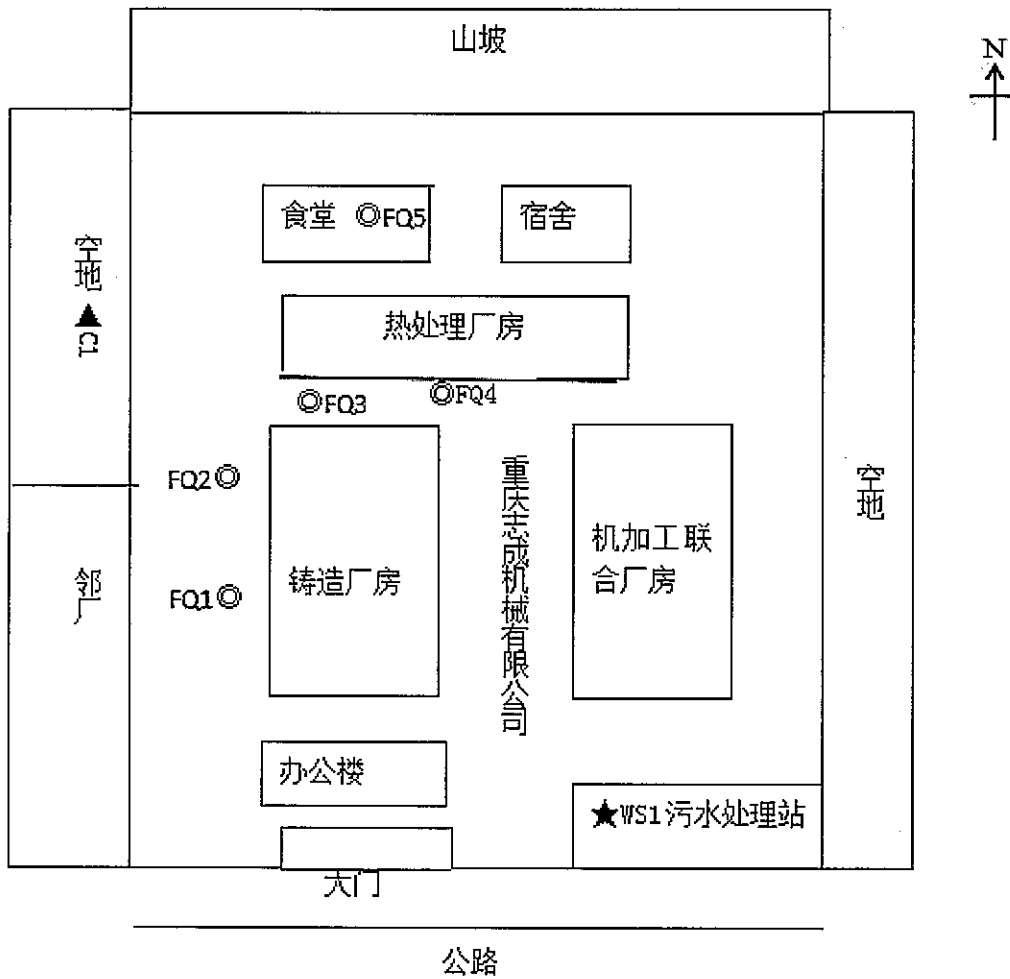 山坡
N
食堂 ◎FQ5
宿舍
空地▲C1
热处理厂房
◎FQ3
◎FQ4
FQ2◎
重庆志成机械有限公司
空地
机加工联
合厂房
铸造厂房
邻厂
FQ1◎
办公楼
★WS1污水处理站
大门
公路